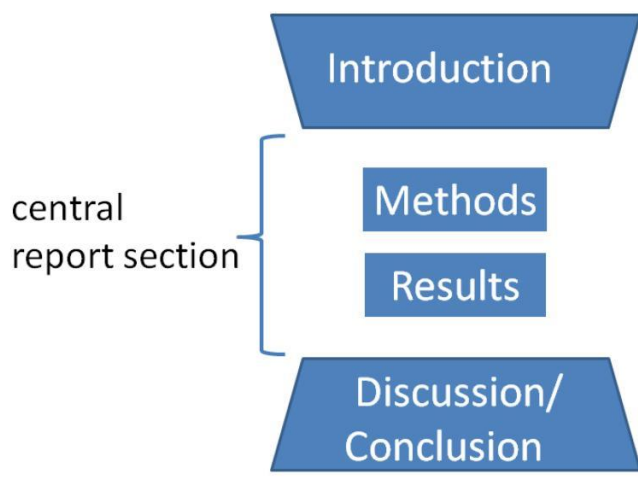 Introduction
central
report section
Methods
Results
Discussion/
Conclusion